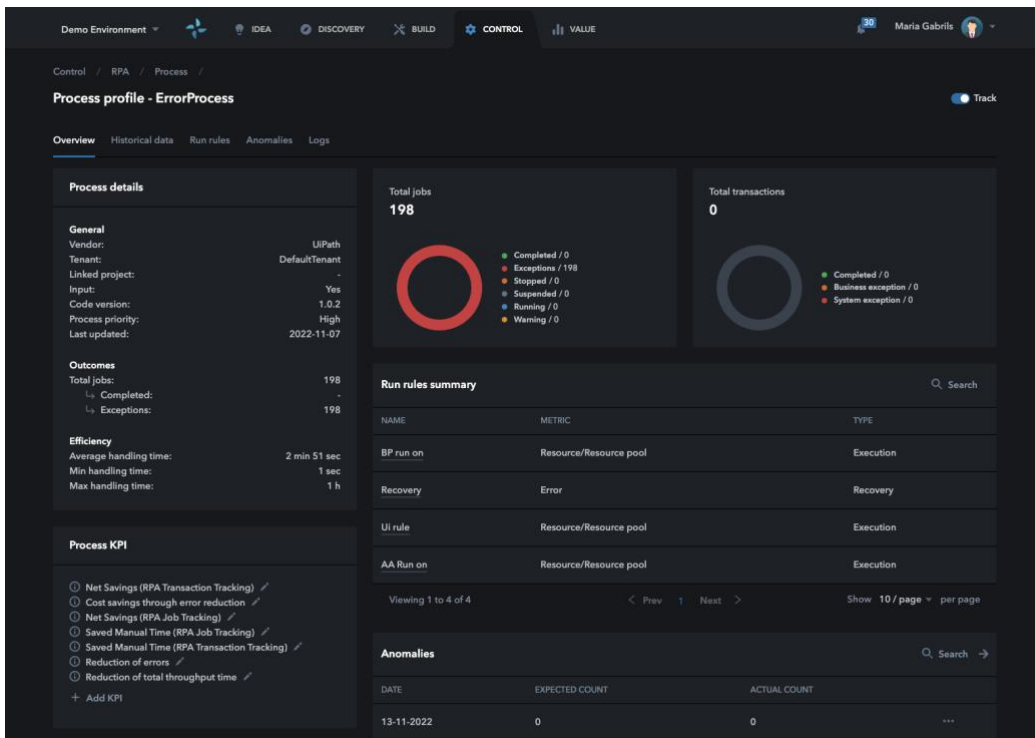 Demo Environment IDEA DISCOVERY BUILD CONTROL VALUE 30 Maria Gabrils
Control / RPA / Process /
Process profile - ErrorProcess Track
Overview Historical data Run rules Anomalies Logs
Process details
General
Vendor: UiPath
Tenant: DefaultTenant
Linked project: -
Input: Yes
Code version: 1.0.2
Process priority: High
Last updated: 2022-11-07
Outcomes
Total jobs: 198
Completed: -
Exceptions: 198
Efficiency
Average handling time: 2 min 51 sec
Min handling time: 1 sec
Max handling time: 1 h
Process KPI
Net Savings (RPA Transaction Tracking)
Cost savings through error reduction
Net Savings (RPA Job Tracking)
Saved Manual Time (RPA Job Tracking)
Saved Manual Time (RPA Transaction Tracking)
Reduction of errors
Reduction of total throughput time
+ Add KPI
Total jobs
198
Completed / 0
Exceptions / 198
Stopped / 0
Suspended / 0
Running / 0
Warning / 0
Total transactions
0
Completed / 0
Business exception / 0
System exception / 0
Run rules summary Search
NAME METRIC TYPE
BP run on Resource/Resource pool Execution
Recovery Error Recovery
Ui rule Resource/Resource pool Execution
AA Run on Resource/Resource pool Execution
Viewing 1 to 4 of 4 < Prev 1 Next > Show 10 / page per page
Anomalies Search →
DATE EXPECTED COUNT ACTUAL COUNT
13-11-2022 0 0 ...